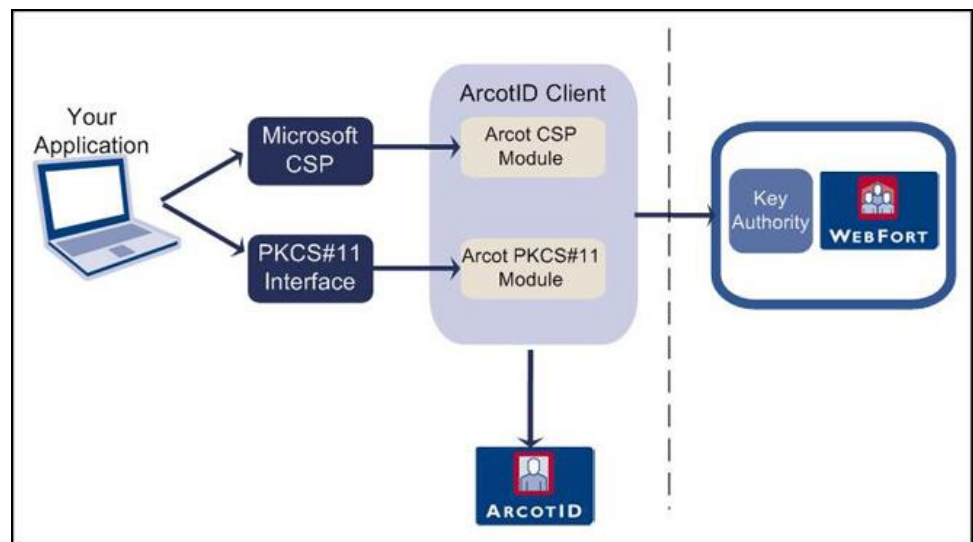 Your
Application
Microsoft
CSP
PKCS#11
Interface
ArcotID Client
Arcot CSP
Module
Arcot PKCS#11
Module
Key
Authority
WEBFORT
ARCOTID